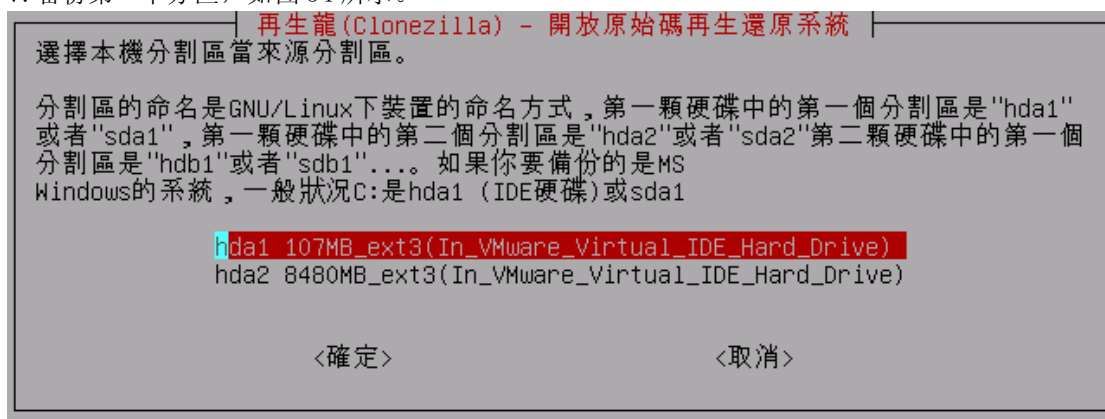 再生龍(Clonezilla) – 開放原始碼再生還原系統
選擇本機分割區當來源分割區。
分割區的命名是GNU/Linux下裝置的命名方式，第一顆硬碟中的第一個分割區是"hda1"
或者"sda1"，第一顆硬碟中的第二個分割區是"hda2"或者"sda2"第二顆硬碟中的第一個
分割區是"hdb1"或者"sdb1"...。如果你要備份的是MS
Windows的系統，一般狀況C:是hda1 (IDE硬碟)或sda1
hda1 107MB_ext3(In_VMware_Virtual_IDE_Hard_Drive)
hda2 8480MB_ext3(In_VMware_Virtual_IDE_Hard_Drive)
<確定> <取消>